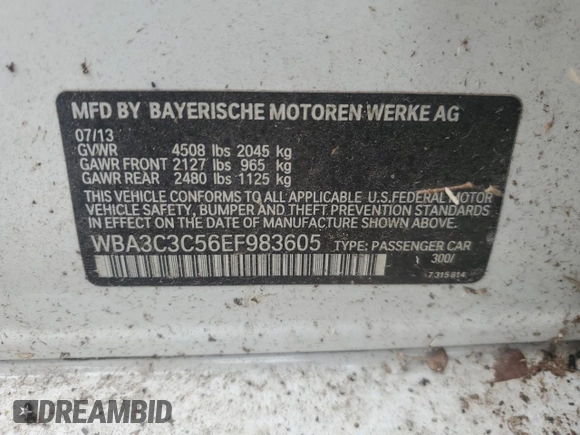 MFD BY BAYERISCHE MOTOREN WERKE AG
07/13
GVWR 4508 lbs 2045 kg
GAWR FRONT 2127 lbs 965 kg
GAWR REAR 2480 lbs 1125 kg
THIS VEHICLE CONFORMS TO ALL APPLICABLE U.S.FEDERAL MOTOR
VEHICLE SAFETY, BUMPER AND THEFT PREVENTION STANDARDS
IN EFFECT ON THE DATE OF MANUFACTURE SHOWN ABOVE.
WBA3C3C56EF983605 TYPE: PASSENGER CAR
300/
7 315 814
DREAMBID